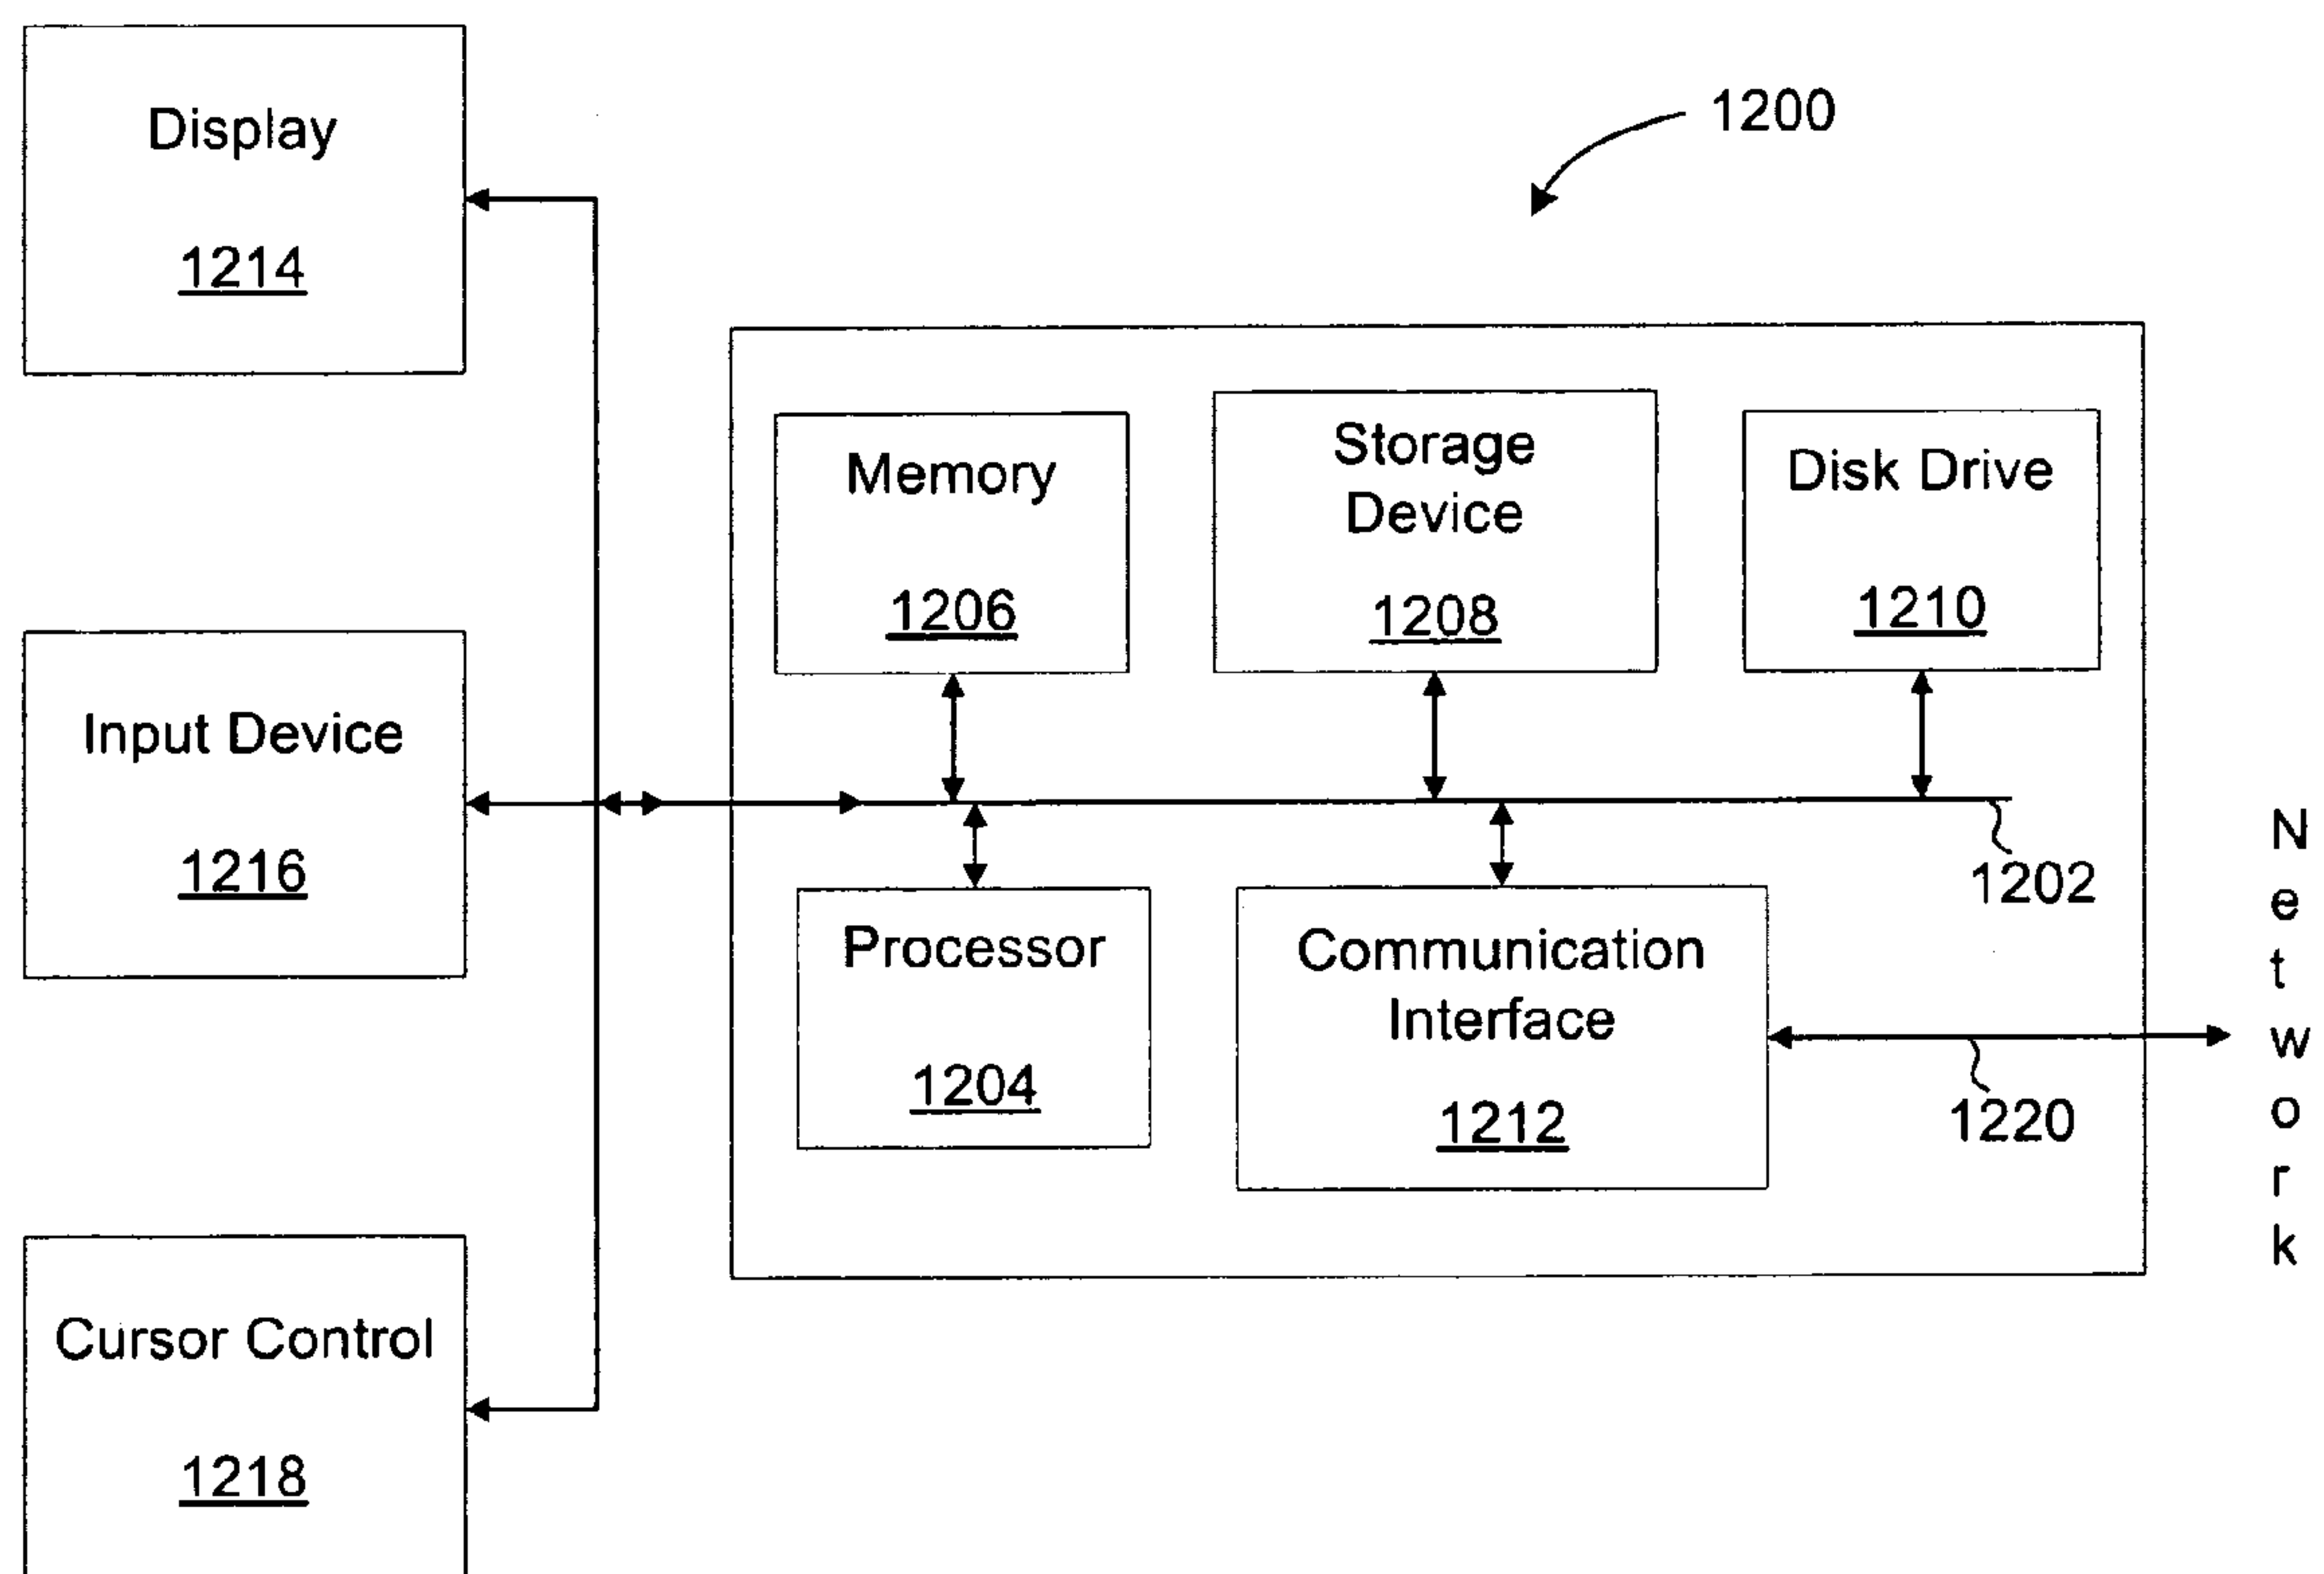 Display
1214
1200
Memory
1206
Storage
Device
1208
Disk Drive
1210
Input Device
1216
1202
Processor
1204
Communication
Interface
1212
1220
Network
Cursor Control
1218